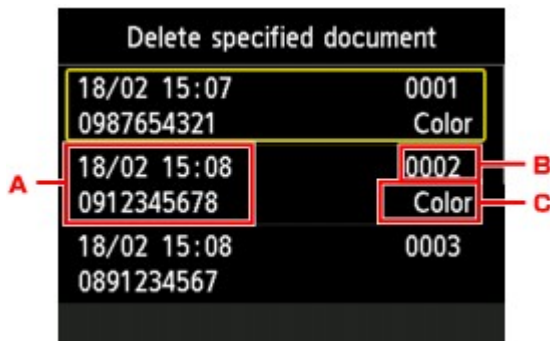 Delete specified document
18/02 15:07 0001
0987654321 Color
A 18/02 15:08 0002 B
0912345678 Color C
18/02 15:08 0003
0891234567